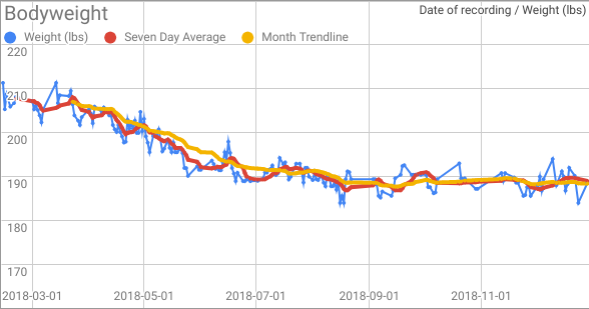 Bodyweight
Date of recording / Weight (lbs)
Weight (lbs) Seven Day Average Month Trendline
220
210
200
190
180
170
2018-03-01 2018-05-01 2018-07-01 2018-09-01 2018-11-01